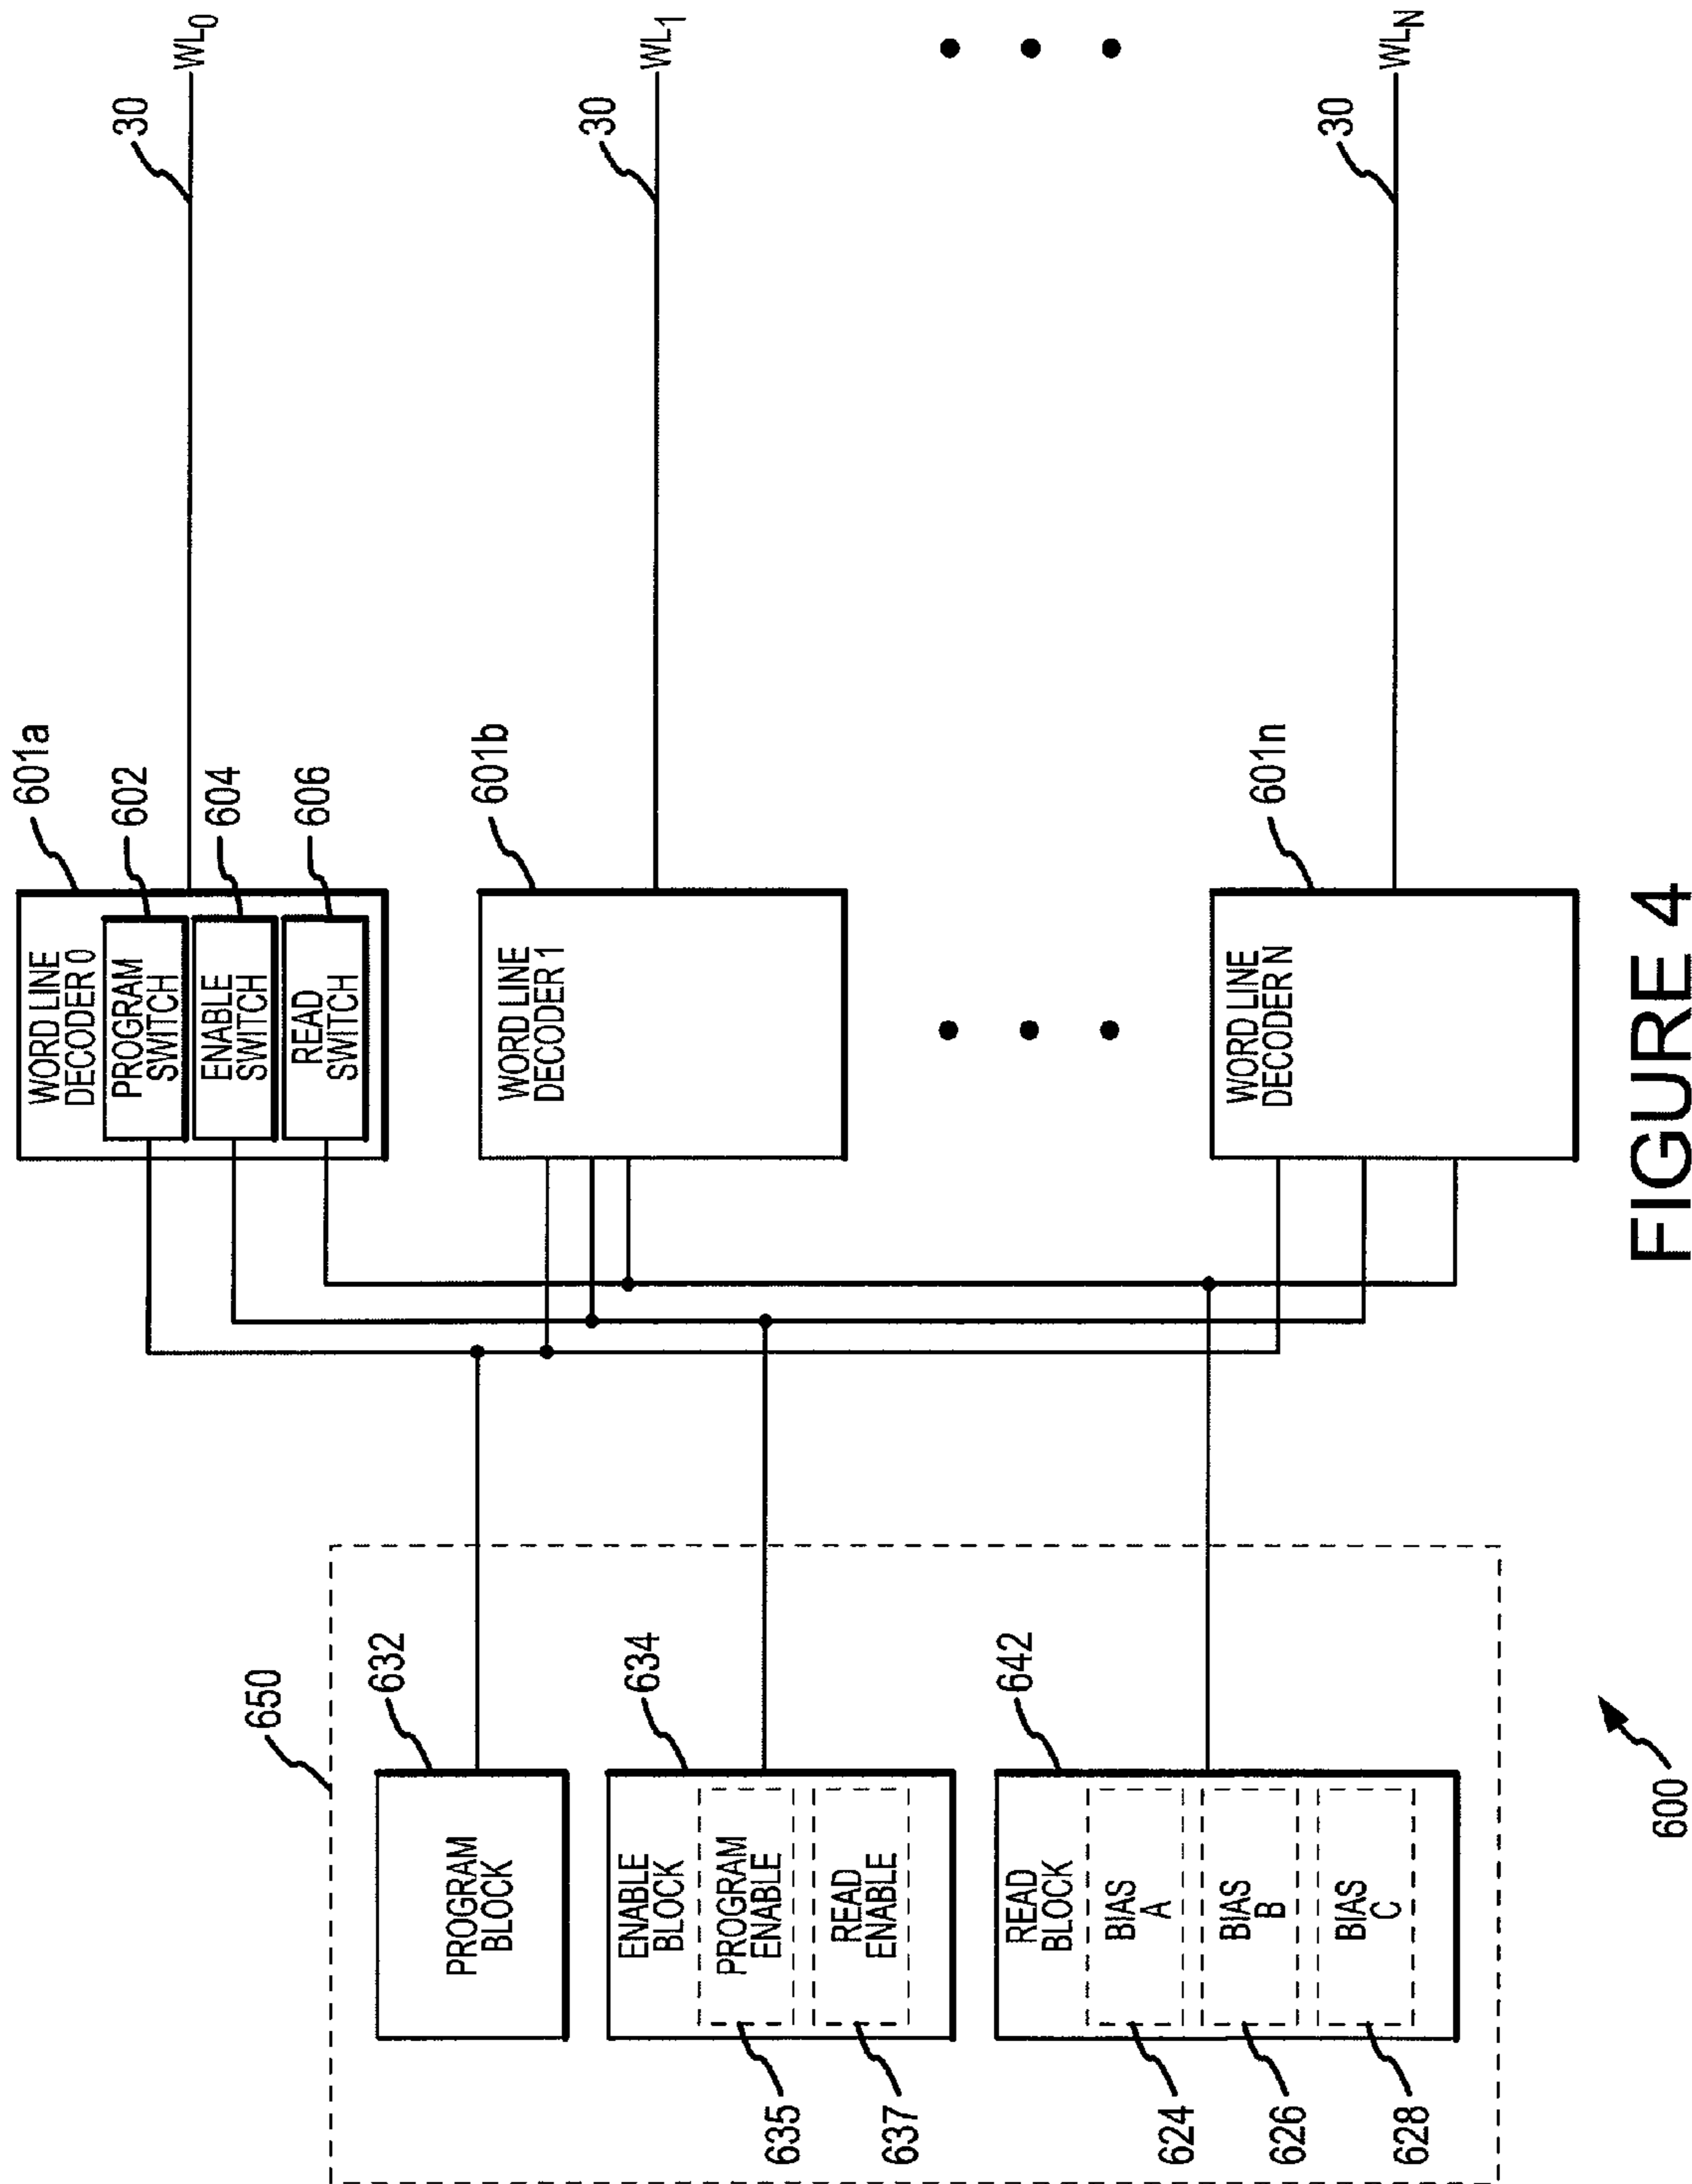 650
632
PROGRAM
BLOCK
634
ENABLE
BLOCK
PROGRAM
ENABLE
READ
ENABLE
635
637
642
READ
BLOCK
BIAS
A
BIAS
B
BIAS
C
624
626
628
601a
WORD LINE
DECODER 0
PROGRAM
SWITCH
ENABLE
SWITCH
READ
SWITCH
602
604
606
30
WL0
601b
WORD LINE
DECODER 1
30
WL1
601n
WORD LINE
DECODER N
30
WLN
600
FIGURE 4